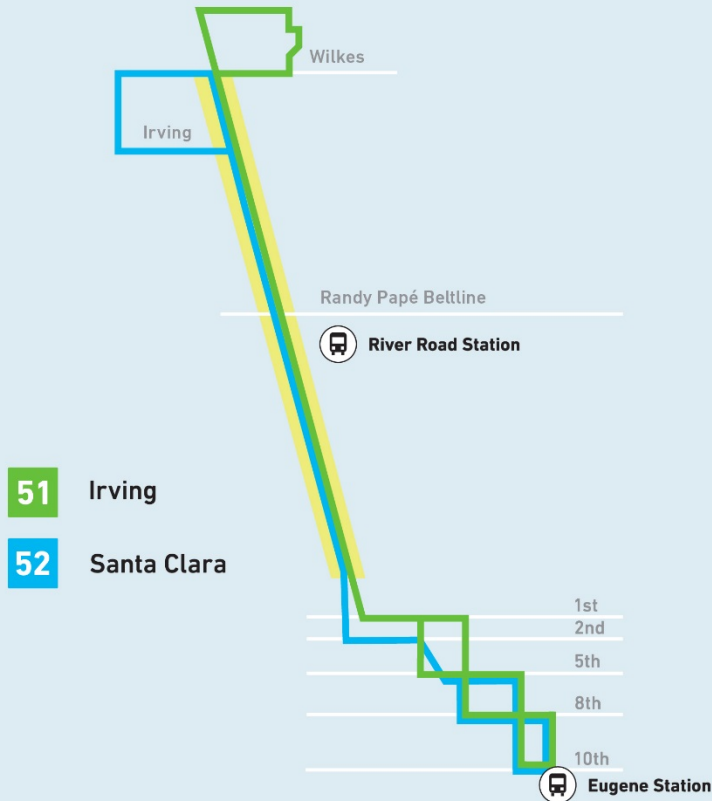 Wilkes
Irving
Randy Papé Beltline
River Road Station
51 Irving
52 Santa Clara
1st
2nd
5th
8th
10th
Eugene Station